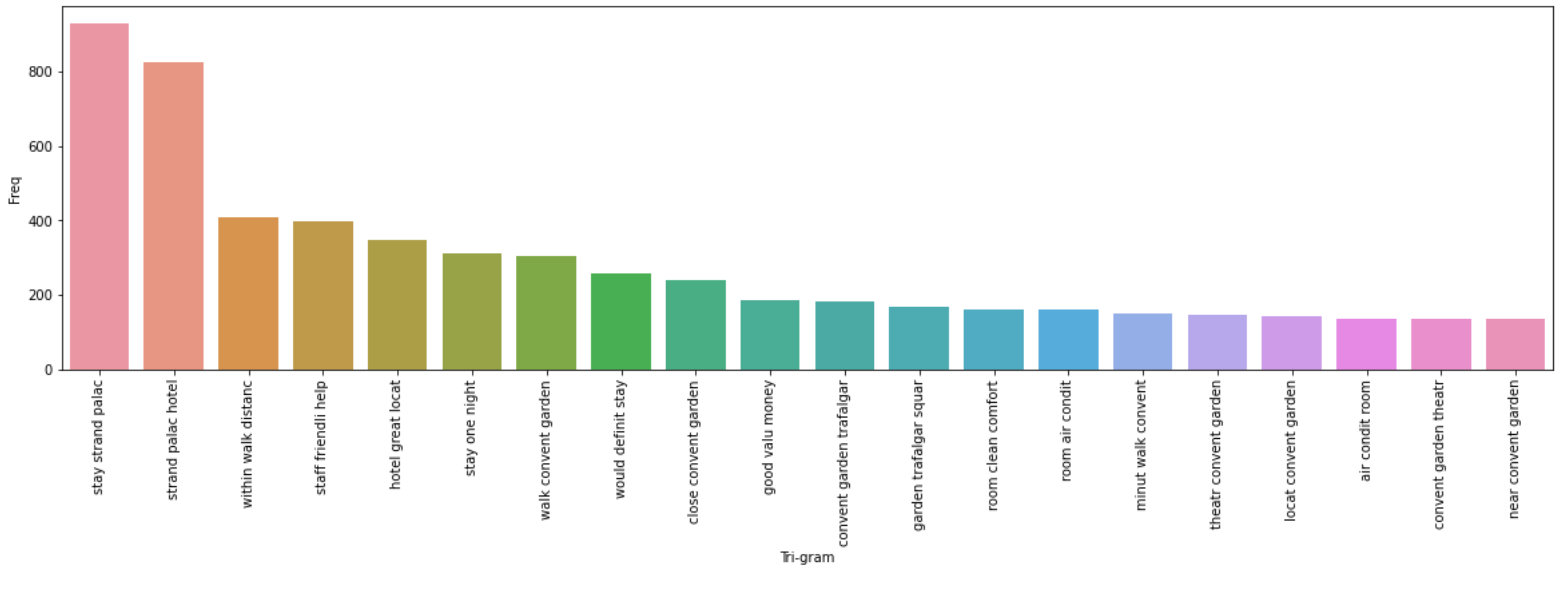 800
600
400
200
0
Freq
stay strand palac
strand palac hotel
within walk distanc
staff friendli help
hotel great locat
stay one night
walk convent garden
would definit stay
close convent garden
good valu money
convent garden trafalgar
garden trafalgar squar
room clean comfort
room air condit
minut walk convent
theatr convent garden
locat convent garden
air condit room
convent garden theatr
near convent garden
Tri-gram